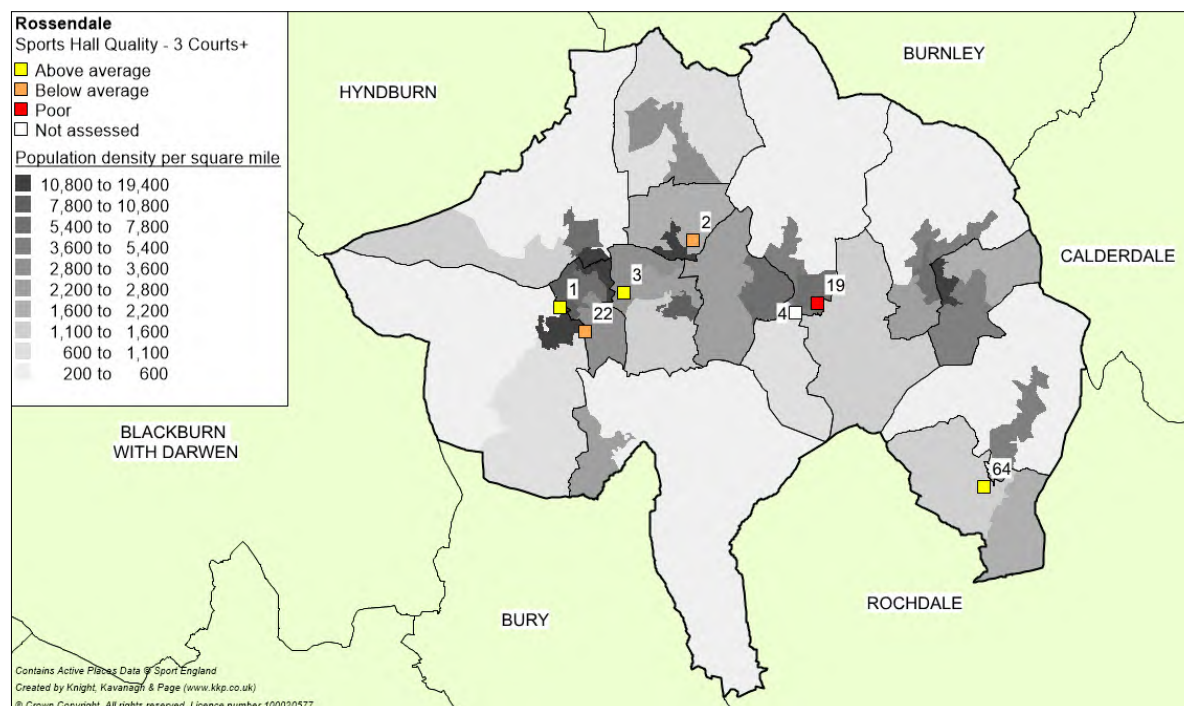 Rossendale
Sports Hall Quality - 3 Courts+
Above average
Below average
Poor
Not assessed
Population density per square mile
10,800 to 19,400
7,800 to 10,800
5,400 to 7,800
3,600 to 5,400
2,800 to 3,600
2,200 to 2,800
1,600 to 2,200
1,100 to 1,600
600 to 1,100
200 to 600
BURNLEY
HYNDBURN
2
CALDERDALE
3
19
1
22
4
BLACKBURN
WITH DARWEN
64
ROCHDALE
BURY
Contains Active Places Data © Sport England
Created by Knight, Kavanagh & Page (www.kkp.co.uk)
© Crown Copyright. All rights reserved. Licence number 100020577